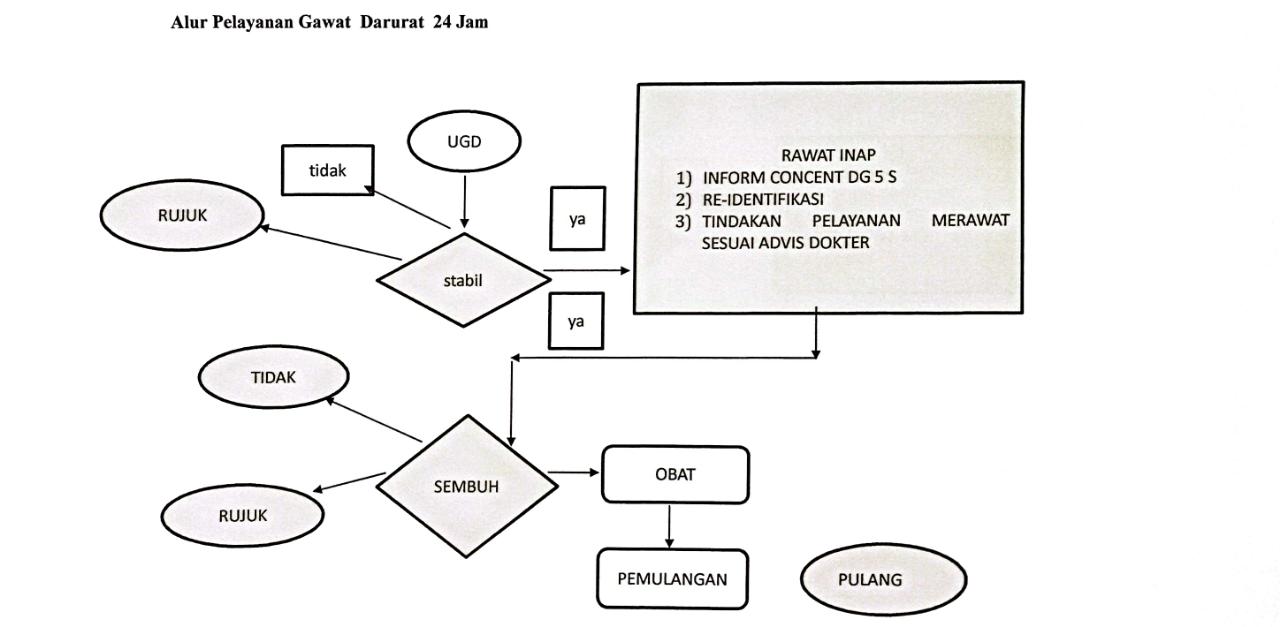 Alur Pelayanan Gawat Darurat 24 Jam
UGD
tidak
RUJUK
stabil
ya
RAWAT INAP
1) INFORM CONCENT DG 5 S
2) RE-IDENTIFIKASI
3) TINDAKAN PELAYANAN MERAWAT
SESUAI ADVIS DOKTER
ya
TIDAK
SEMBUH
RUJUK
OBAT
PEMULANGAN
PULANG